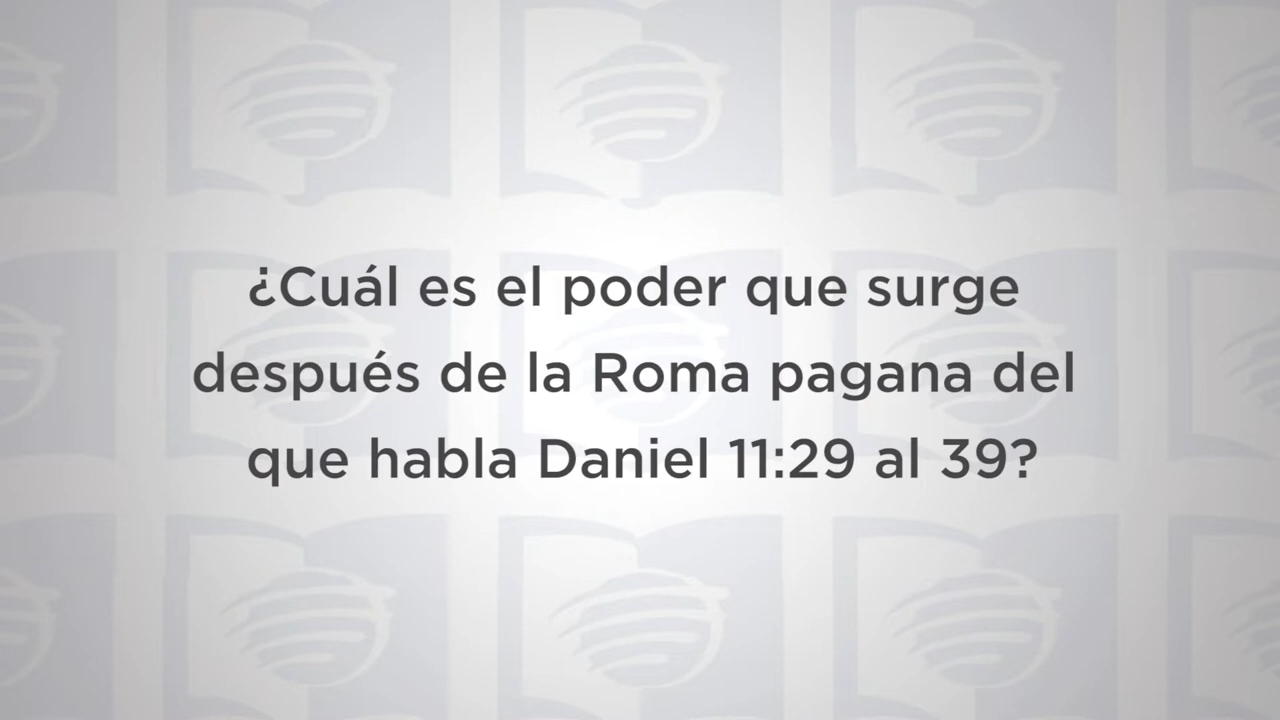 ¿Cuál es el poder que surge
después de la Roma pagana del
que habla Daniel 11:29 al 39?